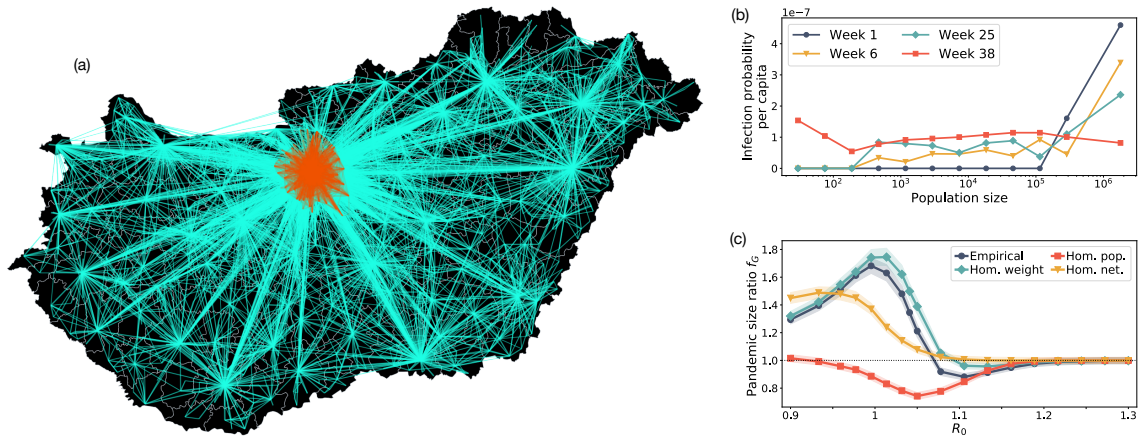 (a)
(b)
1e−7
Infection probability
per capita
4
3
2
1
0
Week 1
Week 6
Week 25
Week 38
10^2
10^3
10^4
10^5
10^6
Population size
(c)
Pandemic size ratio f_G
1.8
1.6
1.4
1.2
1.0
0.8
Empirical
Hom. weight
Hom. pop.
Hom. net.
0.9
1
1.1
1.2
1.3
R_0